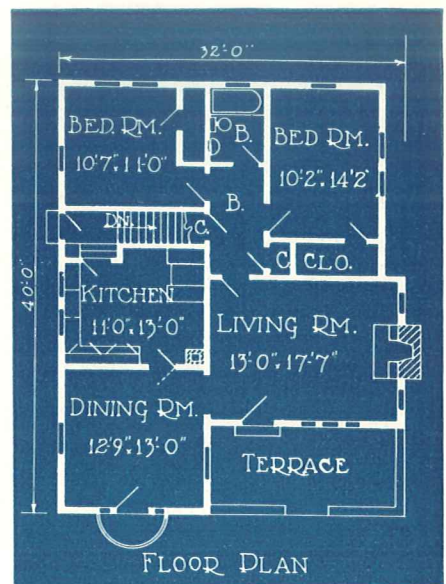 32'-0"
BED. RM.
10'-7" x 11'-0"
B.
BED RM.
10'-2" x 14'2
DN.
C.
B.
C
CLO.
40'-0"
KITCHEN
11'-0" x 13'-0"
LIVING RM.
13'-0" x 17'-7"
DINING RM.
12'-9" x 13'-0"
TERRACE
FLOOR PLAN